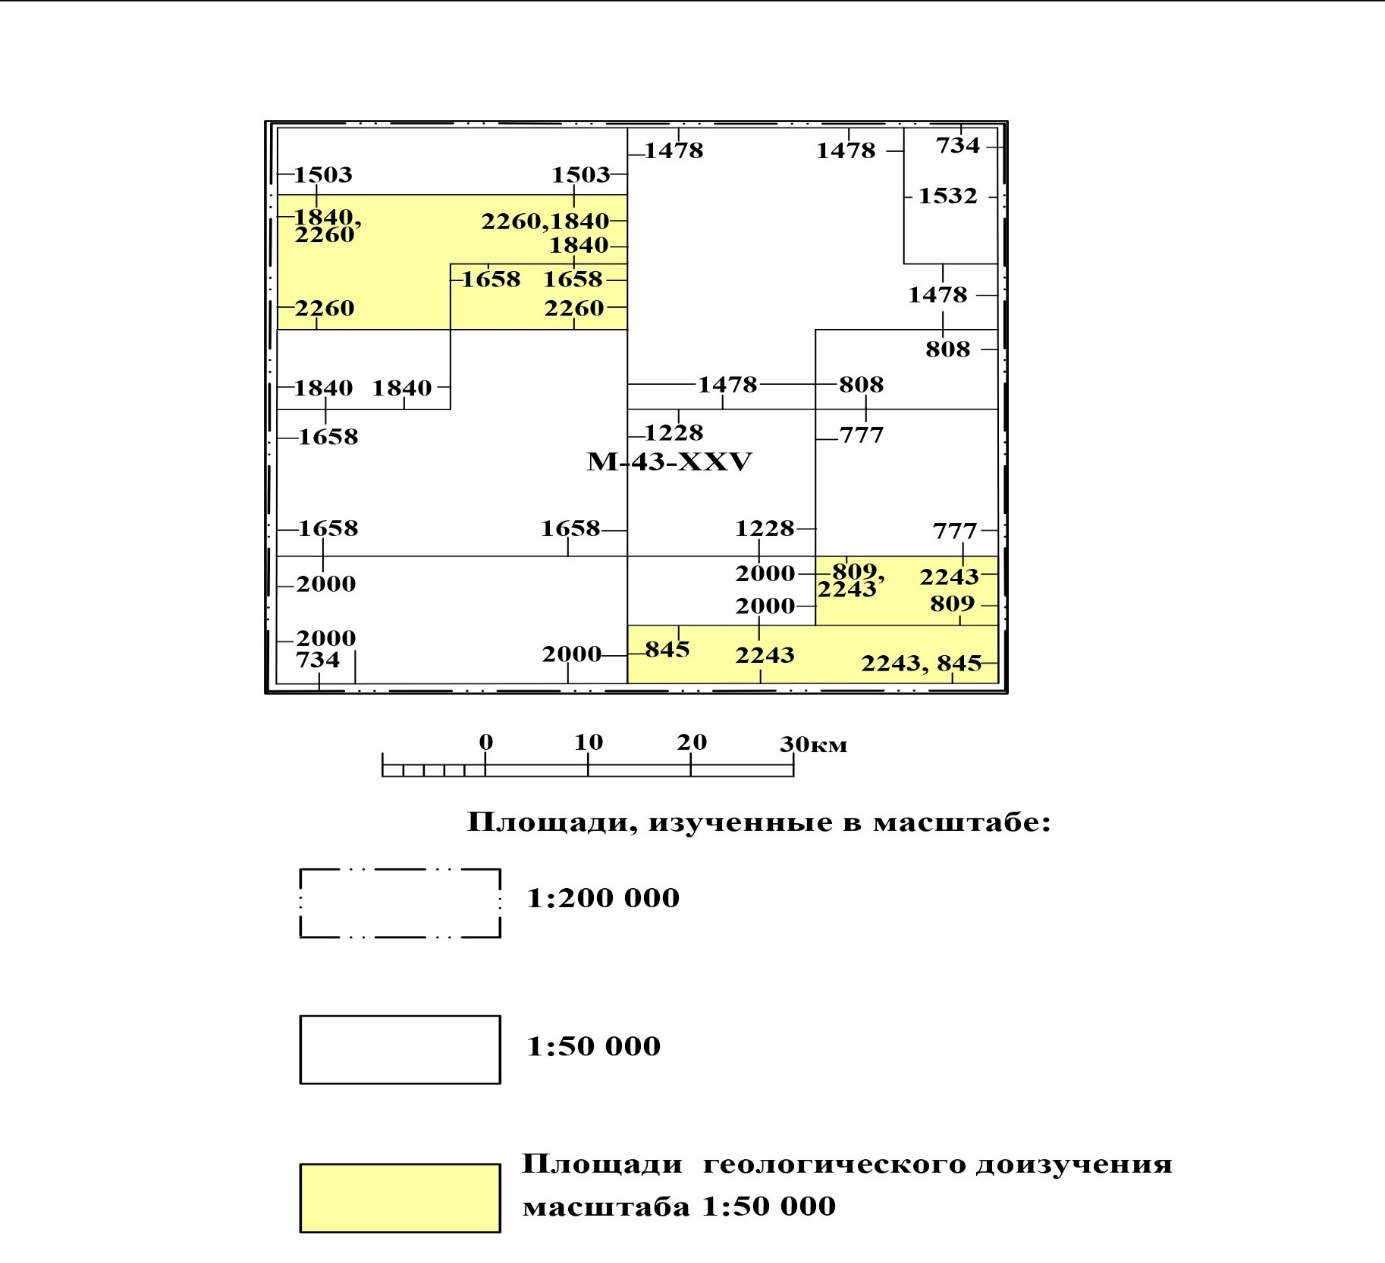 1478 1478 734
1503 1503
1532
1840, 2260,1840
2260 1840
1658 1658
1478
2260 2260
808
1840 1840 1478 808
1658 1228 777
M-43-XXV
1658 1658 1228 777
2000 2000 809, 2243
2243
2000 809
2000 2000 845 2243
734 2243, 845
0 10 20 30км
Площади, изученные в масштабе:
1:200 000
1:50 000
Площади геологического доизучения
масштаба 1:50 000